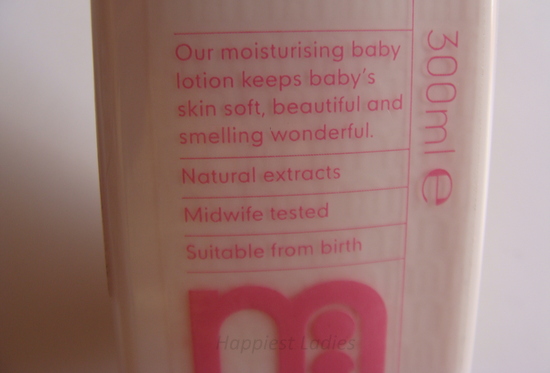 Our moisturising baby
lotion keeps baby's
skin soft, beautiful and
smelling wonderful.
Natural extracts
Midwife tested
Suitable from birth
300ml e
Happiest Ladies